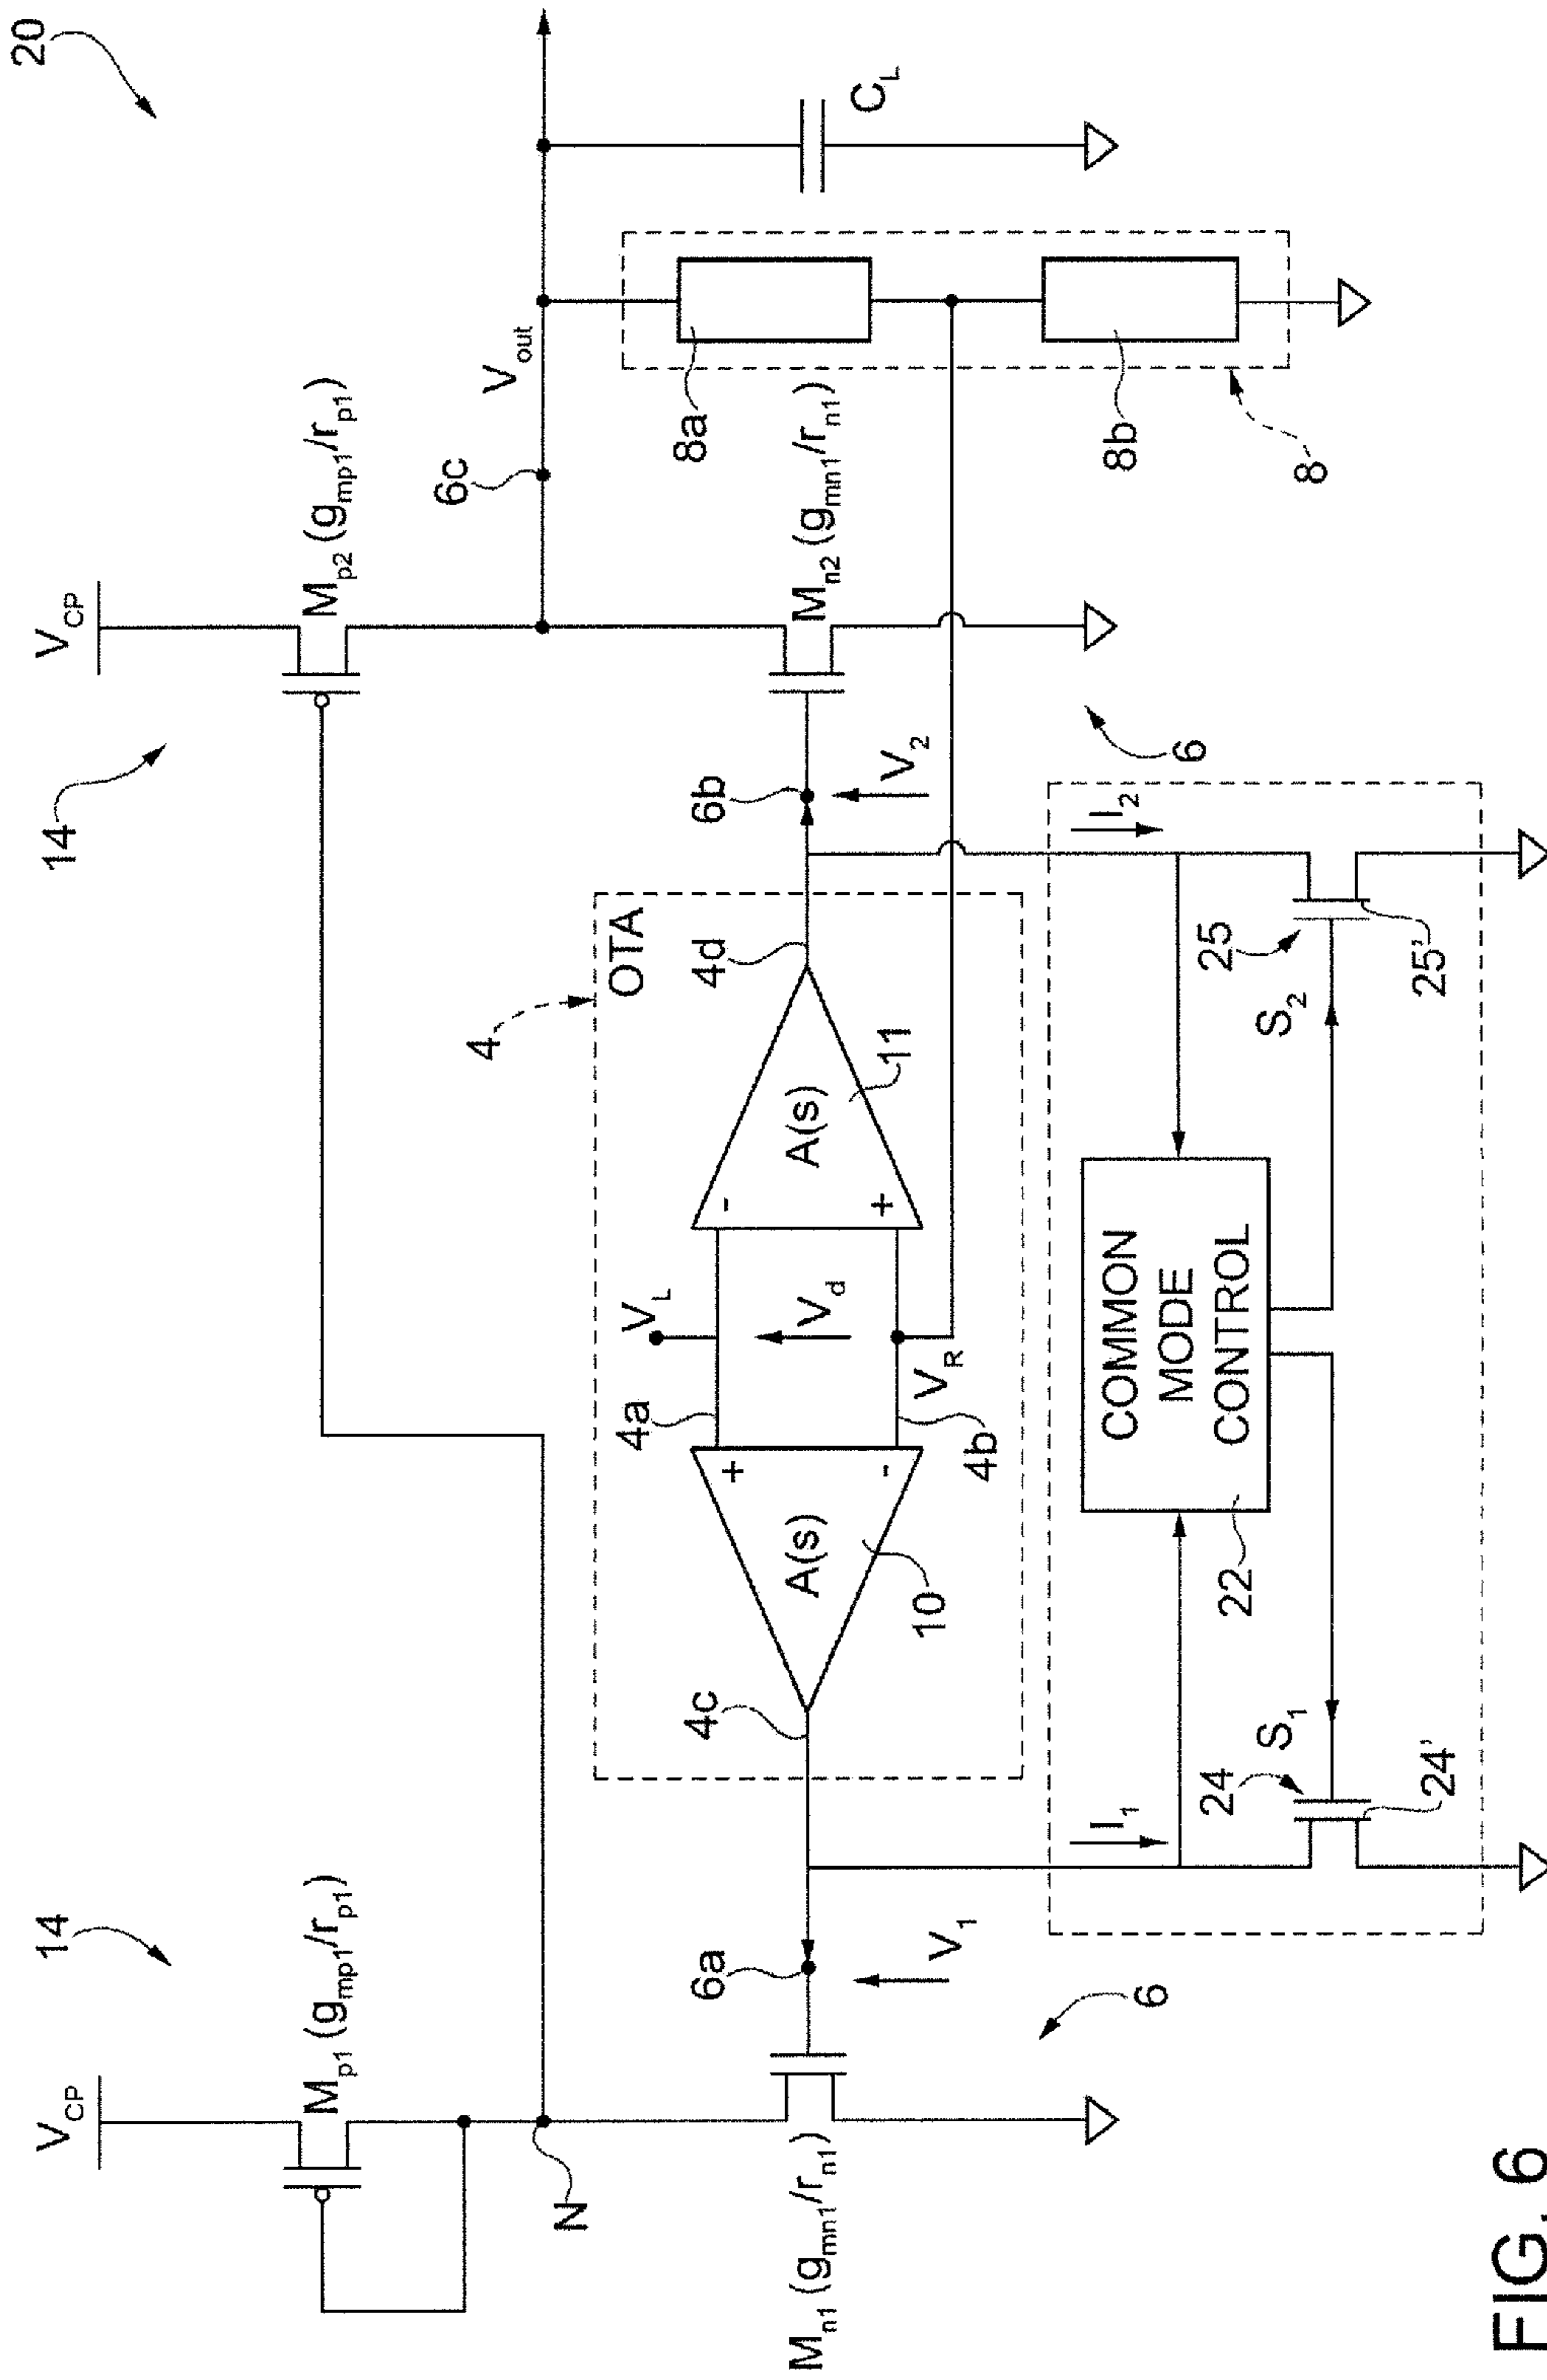 20
14
14
V_CP
V_CP
M_p1 (g_mp1/r_p1)
M_p2 (g_mp1/r_p1)
6c
V_out
N
C_L
4
OTA
8a
M_n1 (g_mn1/r_n1)
6a
V_1
4c
A(s)
10
+
-
4a
V_L
V_d
V_R
4b
-
+
A(s)
11
4d
6b
V_2
M_n2 (g_mn1/r_n1)
8b
6
6
8
I_1
I_2
COMMON
MODE
CONTROL
22
24
S_1
24'
S_2
25
25'
FIG. 6